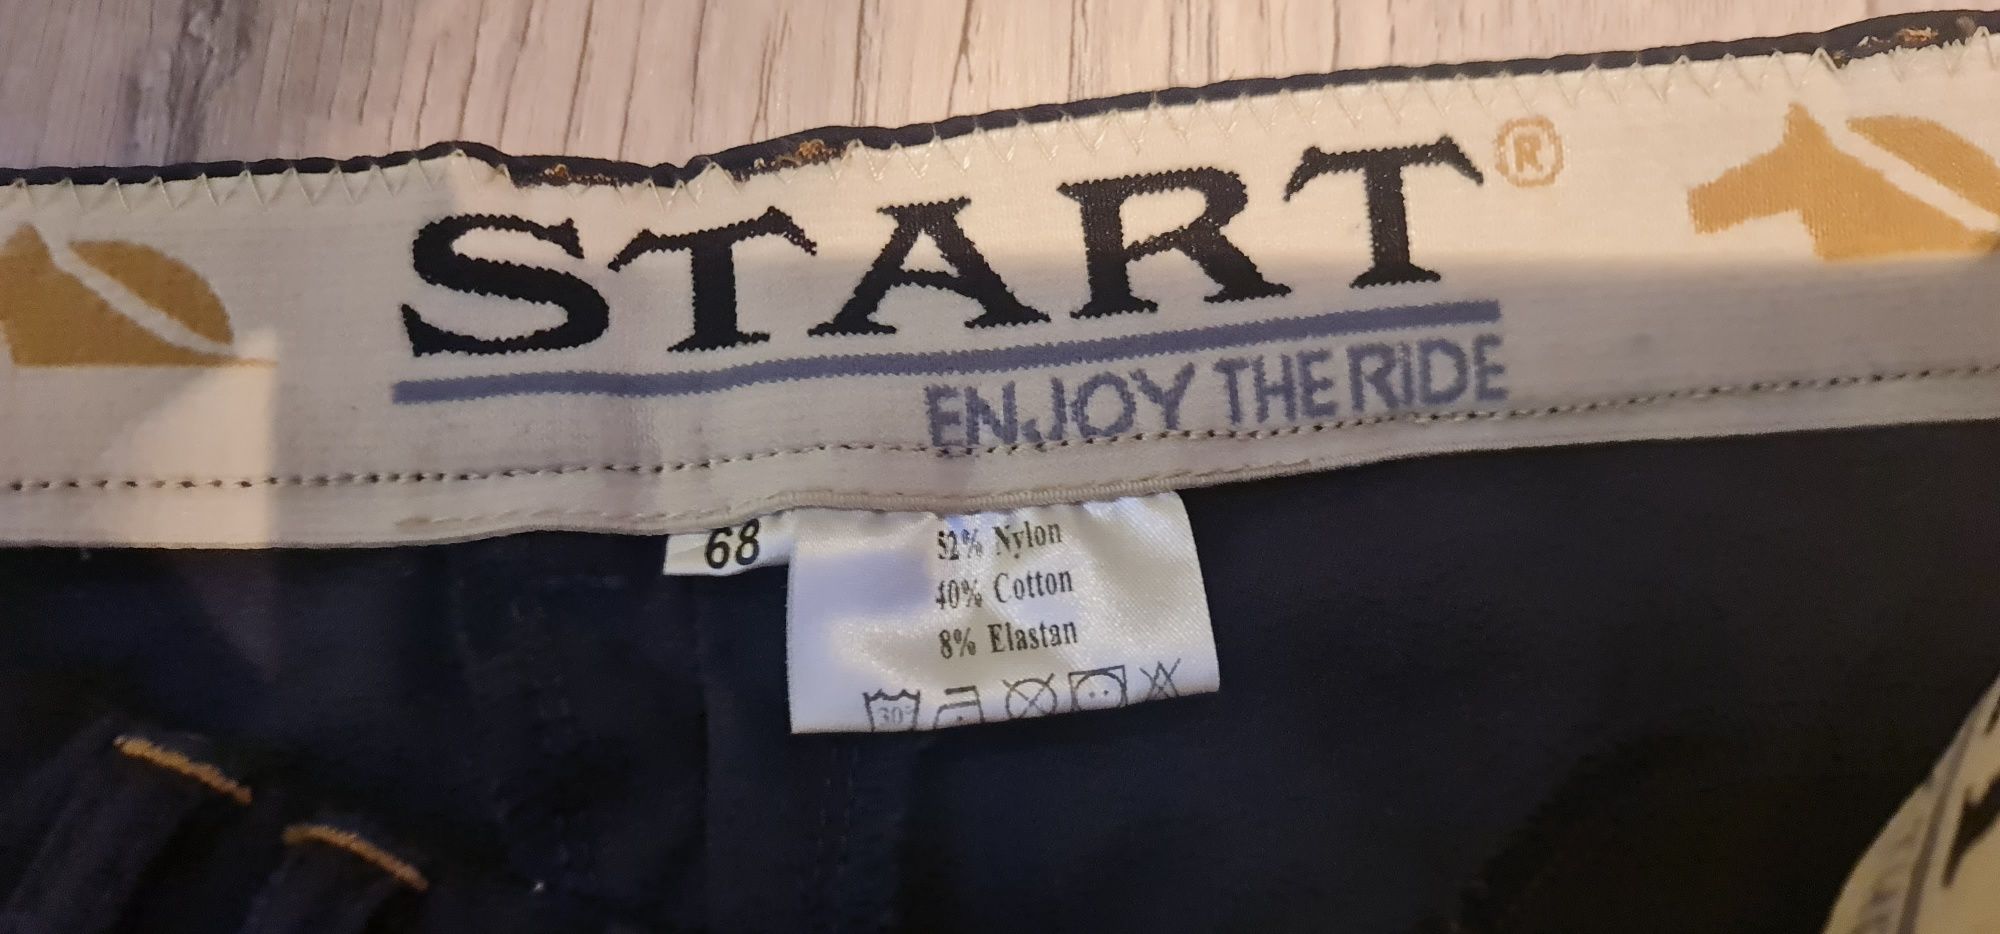 START®
ENJOY THE RIDE
68
52% Nylon
40% Cotton
8% Elastan
30°